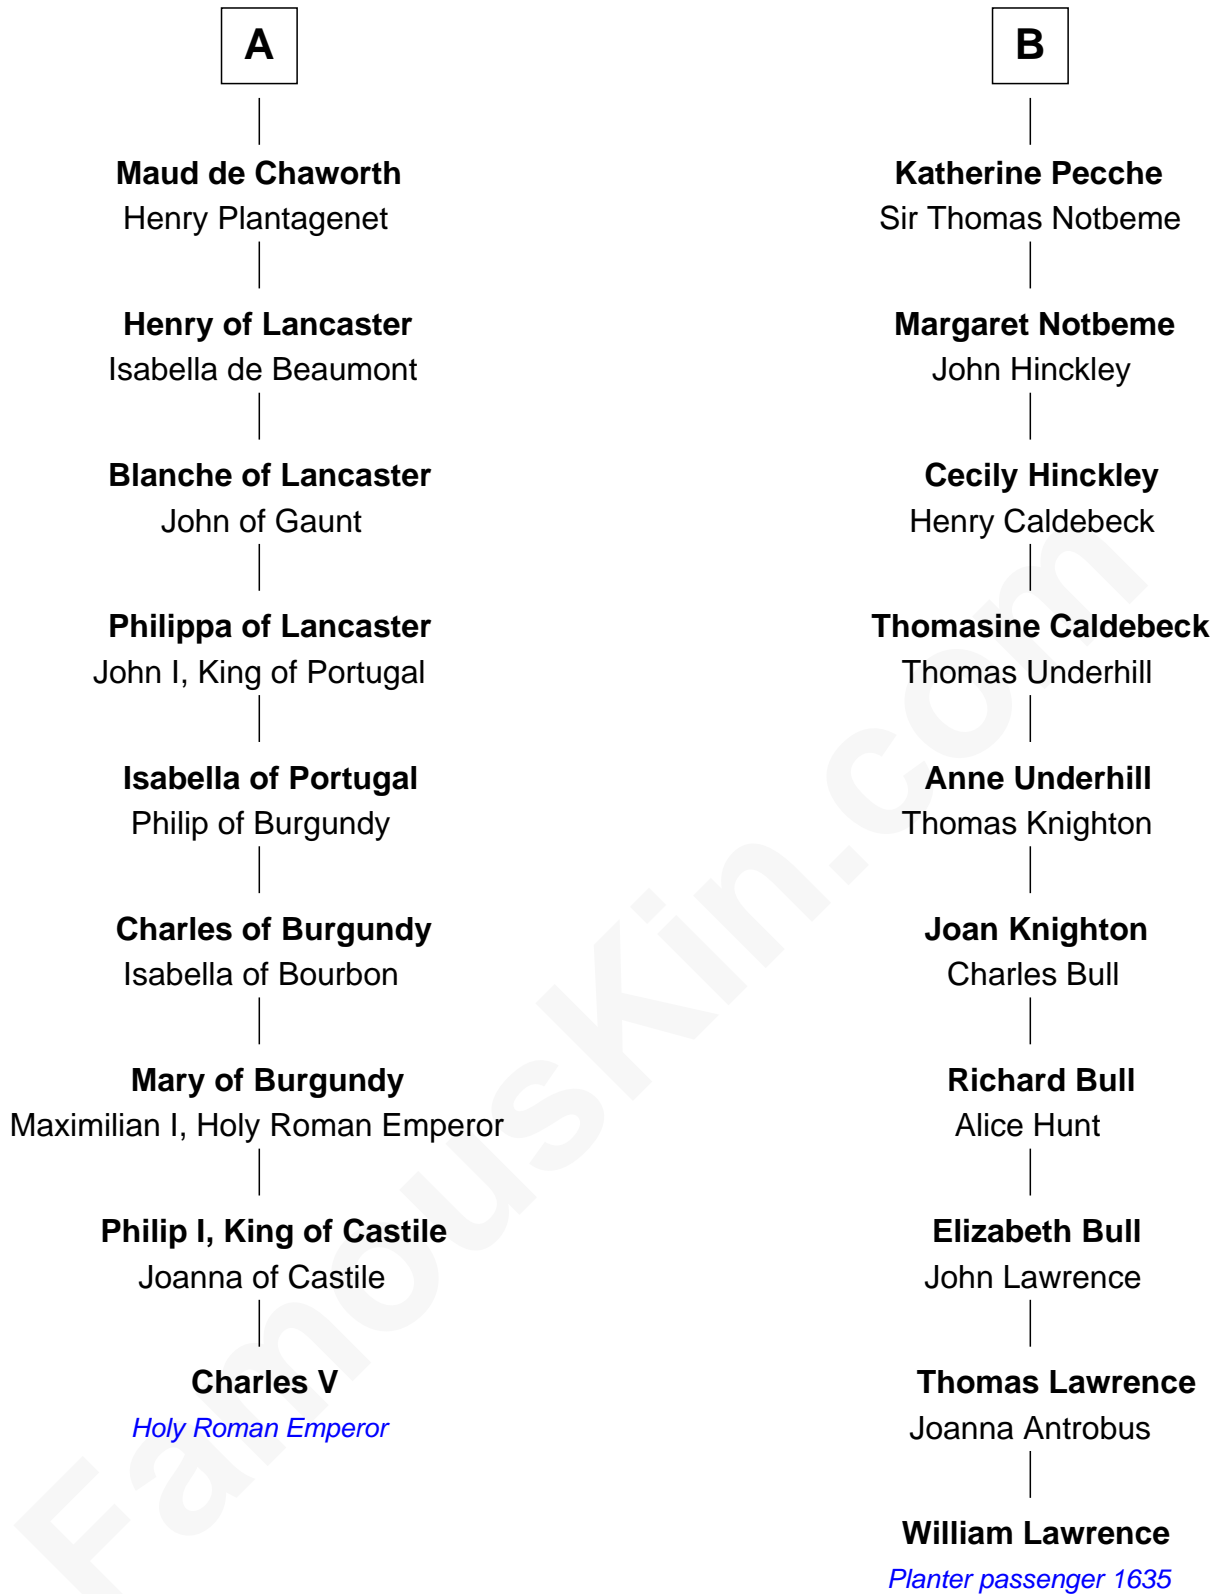 A
Maud de Chaworth
Henry Plantagenet
Henry of Lancaster
Isabella de Beaumont
Blanche of Lancaster
John of Gaunt
Philippa of Lancaster
John I, King of Portugal
Isabella of Portugal
Philip of Burgundy
Charles of Burgundy
Isabella of Bourbon
Mary of Burgundy
Maximilian I, Holy Roman Emperor
Philip I, King of Castile
Joanna of Castile
Charles V
Holy Roman Emperor
B
Katherine Pecche
Sir Thomas Notbeme
Margaret Notbeme
John Hinckley
Cecily Hinckley
Henry Caldebeck
Thomasine Caldebeck
Thomas Underhill
Anne Underhill
Thomas Knighton
Joan Knighton
Charles Bull
Richard Bull
Alice Hunt
Elizabeth Bull
John Lawrence
Thomas Lawrence
Joanna Antrobus
William Lawrence
Planter passenger 1635
FamousKin.com